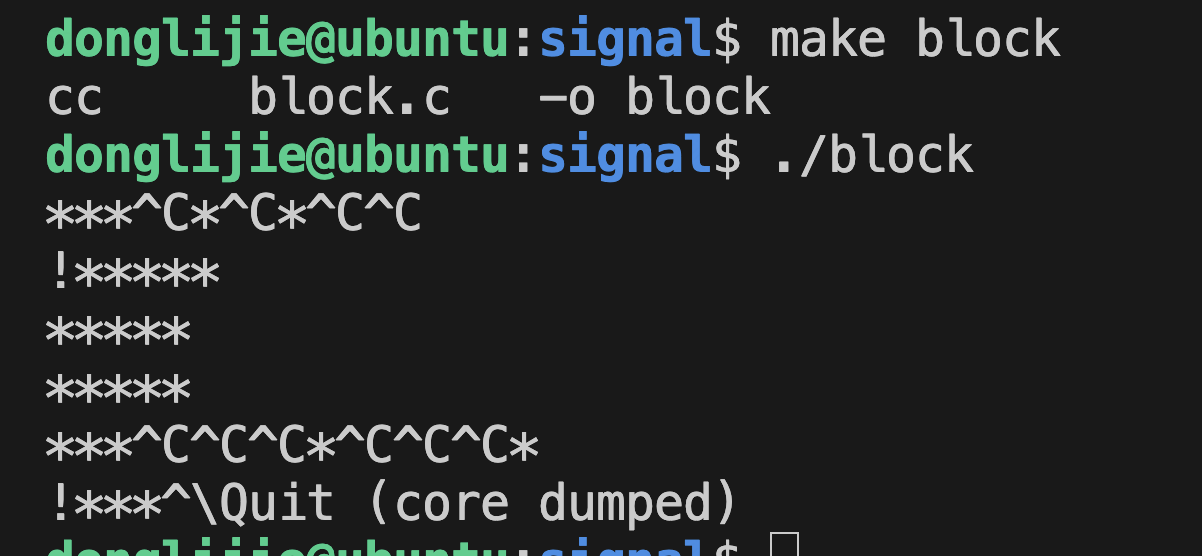 donglijie@ubuntu:signal$ make block
cc     block.c   -o block
donglijie@ubuntu:signal$ ./block
***^C*^C*^C^C
!*****
*****
*****
***^C^C^C*^C^C^C*
!***^\Quit (core dumped)
donglijie@ubuntu:signal$